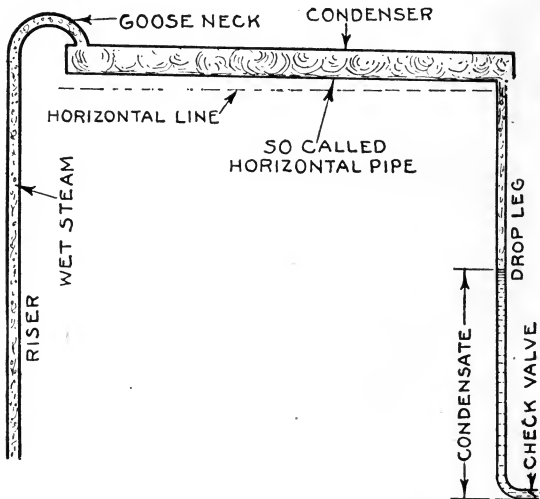 GOOSE NECK
CONDENSER
HORIZONTAL LINE
SO CALLED
HORIZONTAL PIPE
WET STEAM
RISER
DROP LEG
CONDENSATE
CHECK VALVE